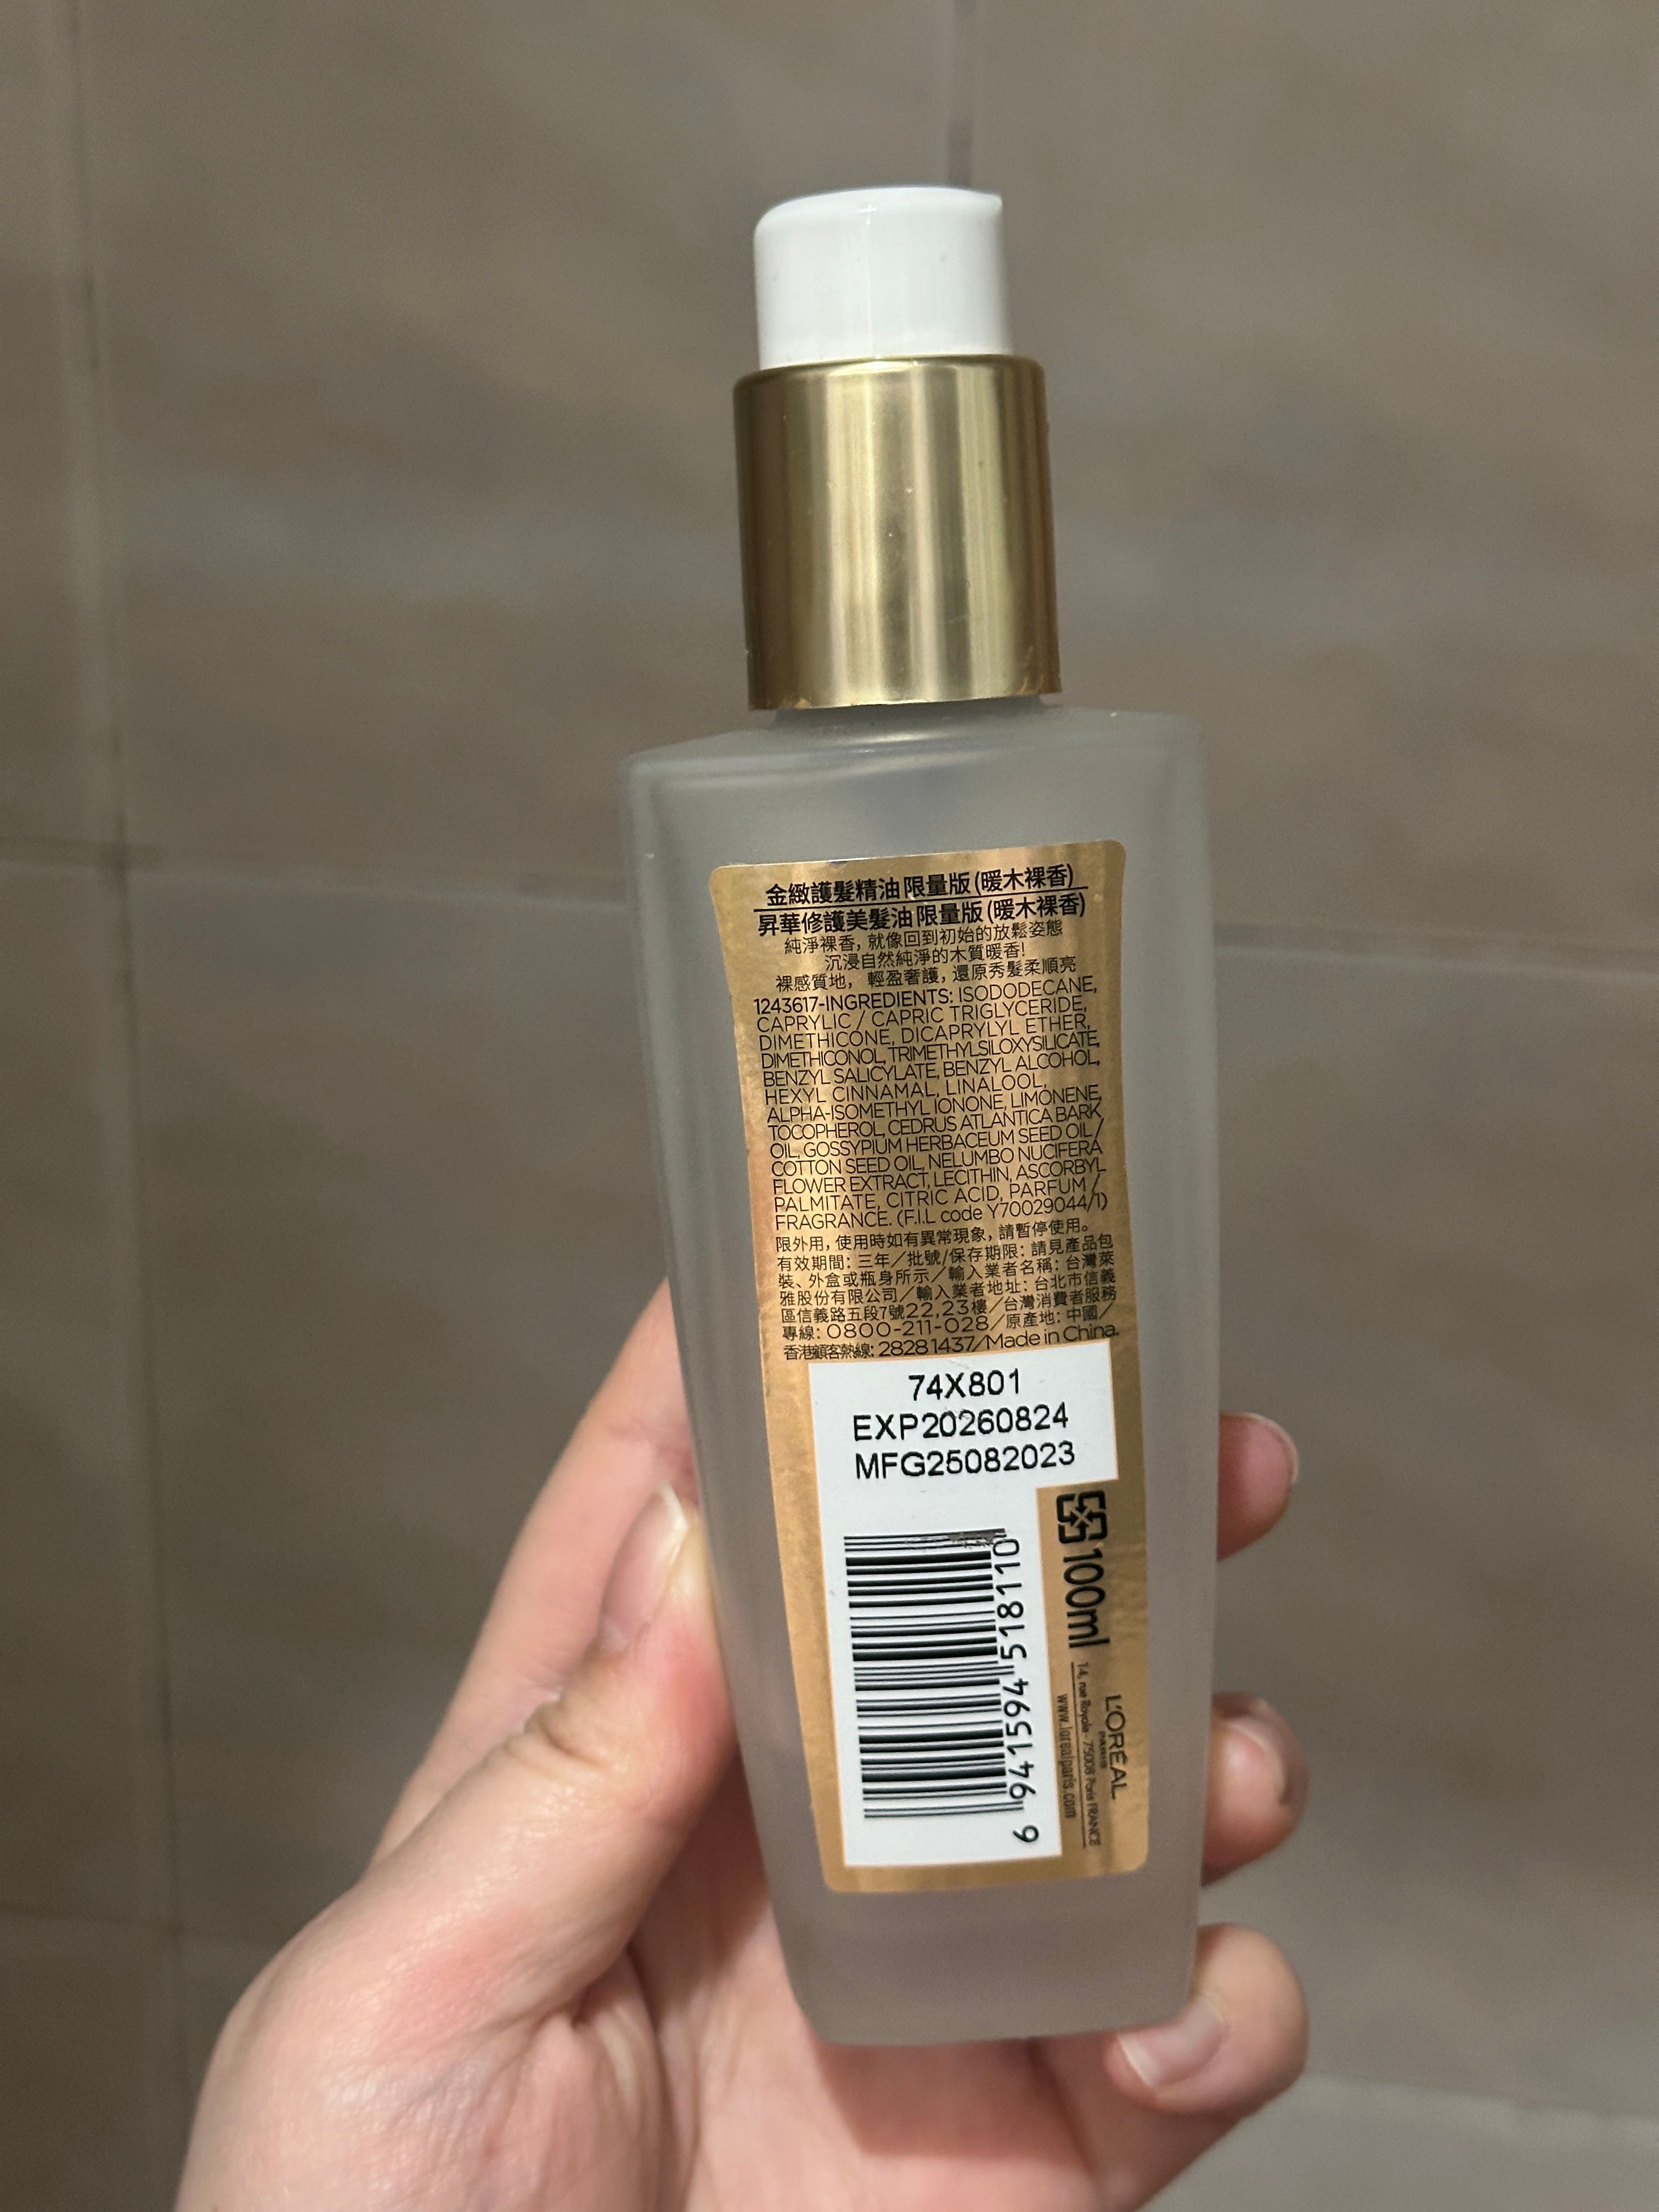 金緻護髮精油限量版(暖木裸香)
昇華修護美髮油限量版(暖木裸香)
純淨裸香，就像回到初始的放鬆姿態
沉浸自然純淨的木質暖香!
裸感質地，輕盈奢護，還原秀髮柔順亮
1243617-INGREDIENTS: ISODODECANE,
CAPRYLIC / CAPRIC TRIGLYCERIDE,
DIMETHICONE, DICAPRYLYL ETHER,
DIMETHICONOL, TRIMETHYLSILOXYSILICATE,
BENZYL SALICYLATE, BENZYL ALCOHOL,
HEXYL CINNAMAL, LINALOOL,
ALPHA-ISOMETHYL IONONE, LIMONENE,
TOCOPHEROL, CEDRUS ATLANTICA BARK
OIL, GOSSYPIUM HERBACEUM SEED OIL /
COTTON SEED OIL, NELUMBO NUCIFERA
FLOWER EXTRACT, LECITHIN, ASCORBYL
PALMITATE, CITRIC ACID, PARFUM /
FRAGRANCE. (F.I.L code Y70029044/1)
限外用，使用時如有異常現象，請暫停使用。
有效期間：三年／批號/保存期限：請見產品包
裝、外盒或瓶身所示／輸入業者名稱：台灣萊
雅股份有限公司／輸入業者地址：台北市信義
區信義路五段7號22,23樓／台灣消費者服務
專線：0800-211-028／原產地：中國／
香港顧客熱線: 2828 1437／Made in China.
74X801
EXP20260824
MFG25082023
6 941594 518110
100ml
L'ORÉAL
PARIS
14, rue Royale - 75008 Paris FRANCE
www.lorealparis.com